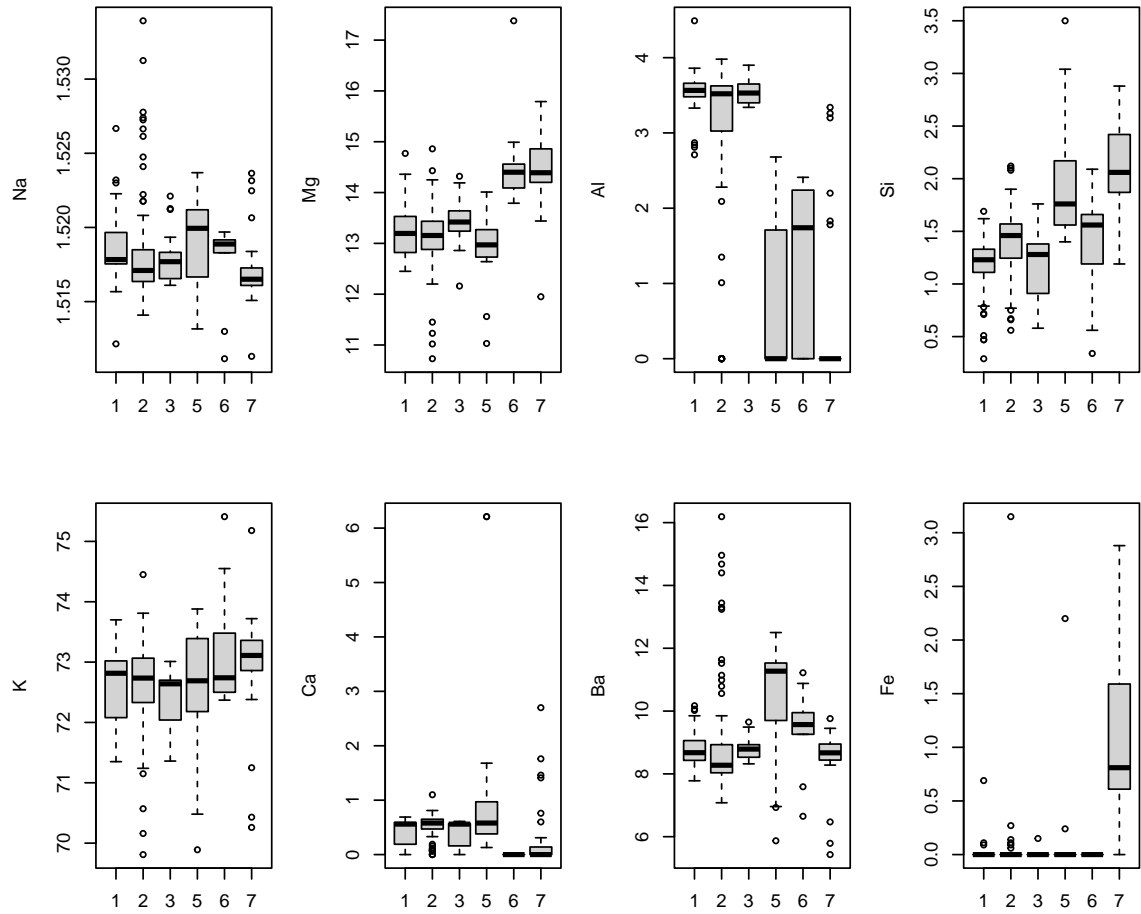 Na
1.515 1.520 1.525 1.530
1 2 3 5 6 7
Mg
11 12 13 14 15 16 17
1 2 3 5 6 7
Al
0 1 2 3 4
1 2 3 5 6 7
Si
0.5 1.0 1.5 2.0 2.5 3.0 3.5
1 2 3 5 6 7
K
70 71 72 73 74 75
1 2 3 5 6 7
Ca
0 1 2 3 4 5 6
1 2 3 5 6 7
Ba
6 8 10 12 14 16
1 2 3 5 6 7
Fe
0.0 0.5 1.0 1.5 2.0 2.5 3.0
1 2 3 5 6 7